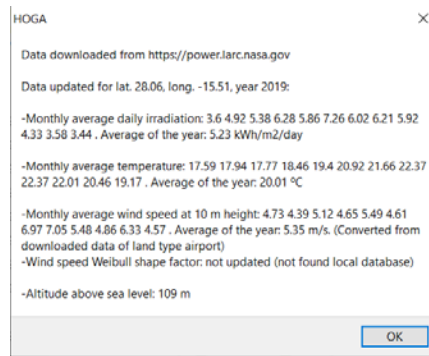 HOGA
Data downloaded from https://power.larc.nasa.gov
Data updated for lat. 28.06, long. -15.51, year 2019:
-Monthly average daily irradiation: 3.6 4.92 5.38 6.28 5.86 7.26 6.02 6.21 5.92
4.33 3.58 3.44 . Average of the year: 5.23 kWh/m2/day
-Monthly average temperature: 17.59 17.94 17.77 18.46 19.4 20.92 21.66 22.37
22.37 22.01 20.46 19.17 . Average of the year: 20.01 ºC
-Monthly average wind speed at 10 m height: 4.73 4.39 5.12 4.65 5.49 4.61
6.97 7.05 5.48 4.86 6.33 4.57 . Average of the year: 5.35 m/s. (Converted from
downloaded data of land type airport)
-Wind speed Weibull shape factor: not updated (not found local database)
-Altitude above sea level: 109 m
OK